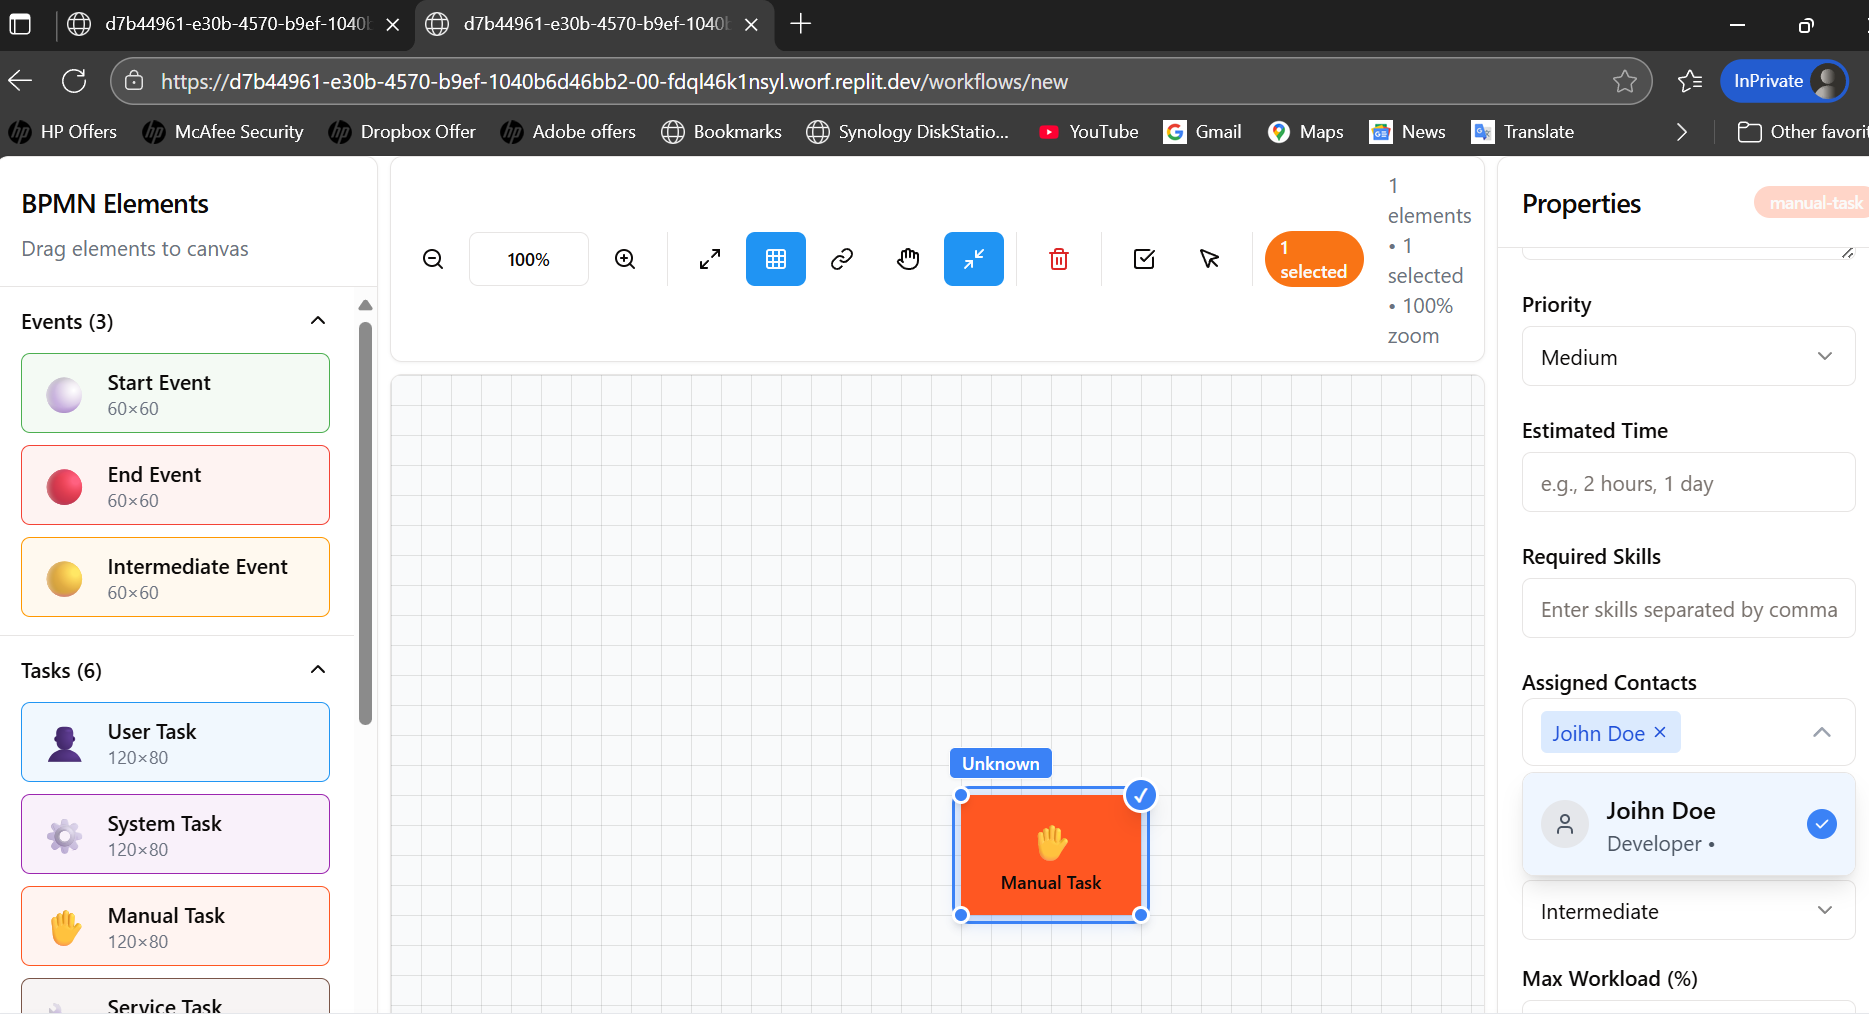 d7b44961-e30b-4570-b9ef-1040b
d7b44961-e30b-4570-b9ef-1040b
https://d7b44961-e30b-4570-b9ef-1040b6d46bb2-00-fdql46k1nsyl.worf.replit.dev/workflows/new
InPrivate
HP Offers
McAfee Security
Dropbox Offer
Adobe offers
Bookmarks
Synology DiskStatio...
YouTube
Gmail
Maps
News
Translate
Other favori
BPMN Elements
Drag elements to canvas
Events (3)
Start Event
60×60
End Event
60×60
Intermediate Event
60×60
Tasks (6)
User Task
120×80
System Task
120×80
Manual Task
120×80
Service Task
100%
1
selected
1
elements
• 1
selected
• 100%
zoom
Unknown
Manual Task
Properties
manual-task
Priority
Medium
Estimated Time
e.g., 2 hours, 1 day
Required Skills
Enter skills separated by comma
Assigned Contacts
Joihn Doe ×
Joihn Doe
Developer •
Intermediate
Max Workload (%)